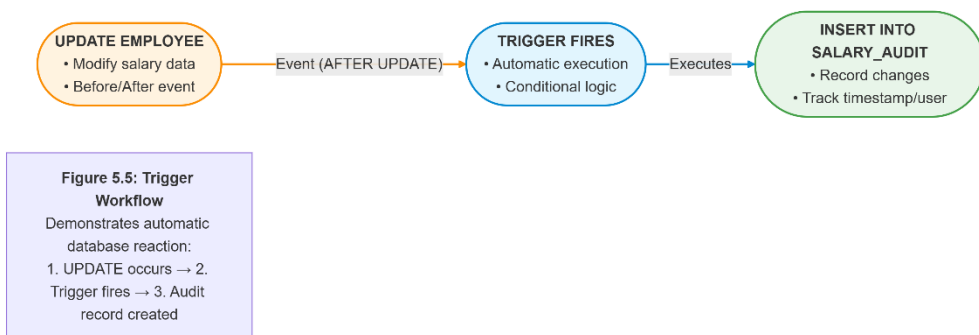 UPDATE EMPLOYEE
• Modify salary data
• Before/After event
Event (AFTER UPDATE)
TRIGGER FIRES
• Automatic execution
• Conditional logic
Executes
INSERT INTO
SALARY_AUDIT
• Record changes
• Track timestamp/user
Figure 5.5: Trigger
Workflow
Demonstrates automatic
database reaction:
1. UPDATE occurs → 2.
Trigger fires → 3. Audit
record created